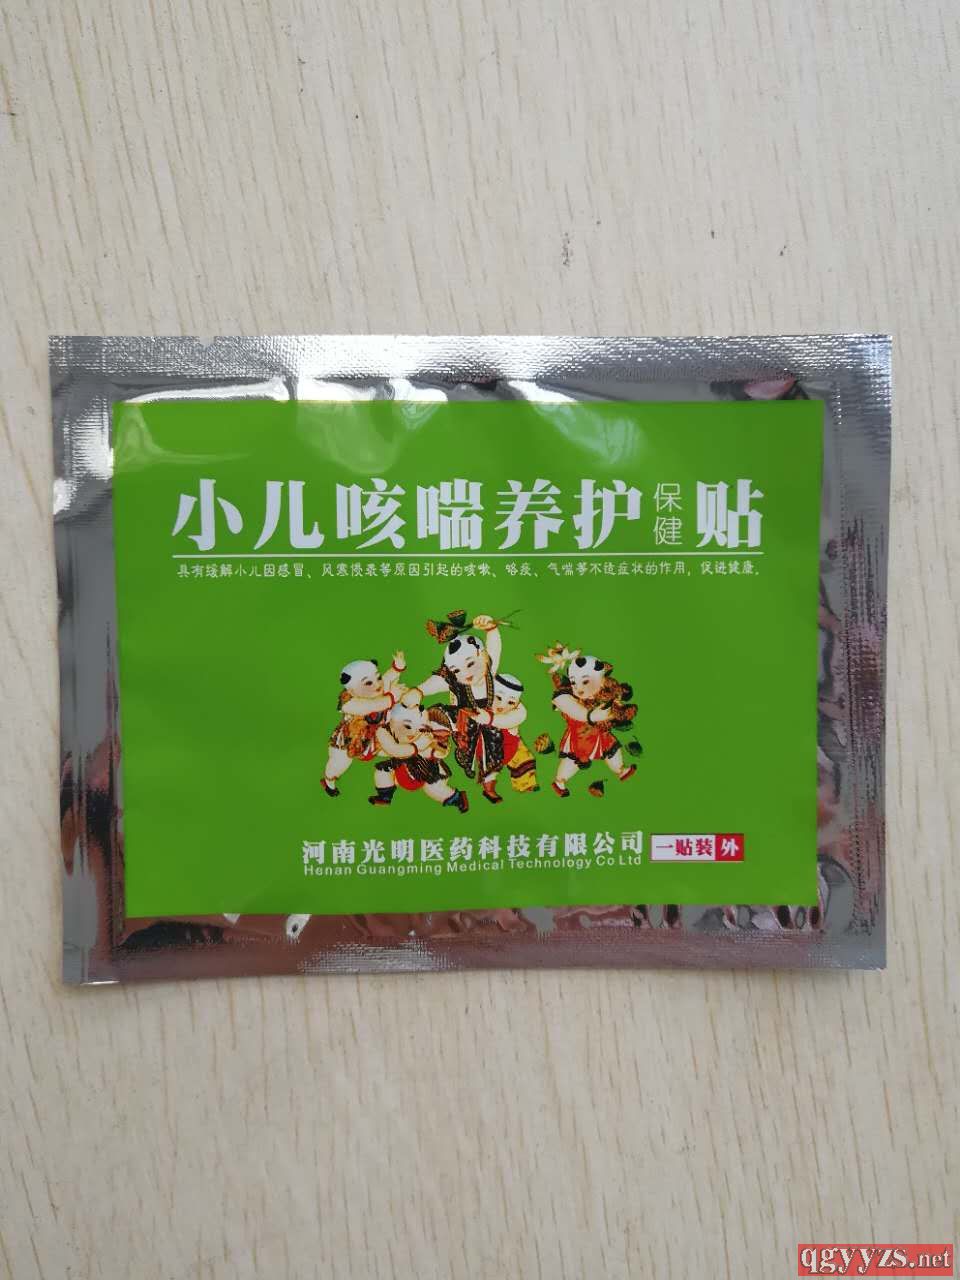 小儿咳喘养护保健贴
具有缓解小儿因感冒、风寒侵袭等原因引起的咳嗽、咯痰、气喘等不适症状的作用，促进健康。
河南光明医药科技有限公司 一贴装 外
Henan Guangming Medical Technology Co Ltd
qgyyzs.net